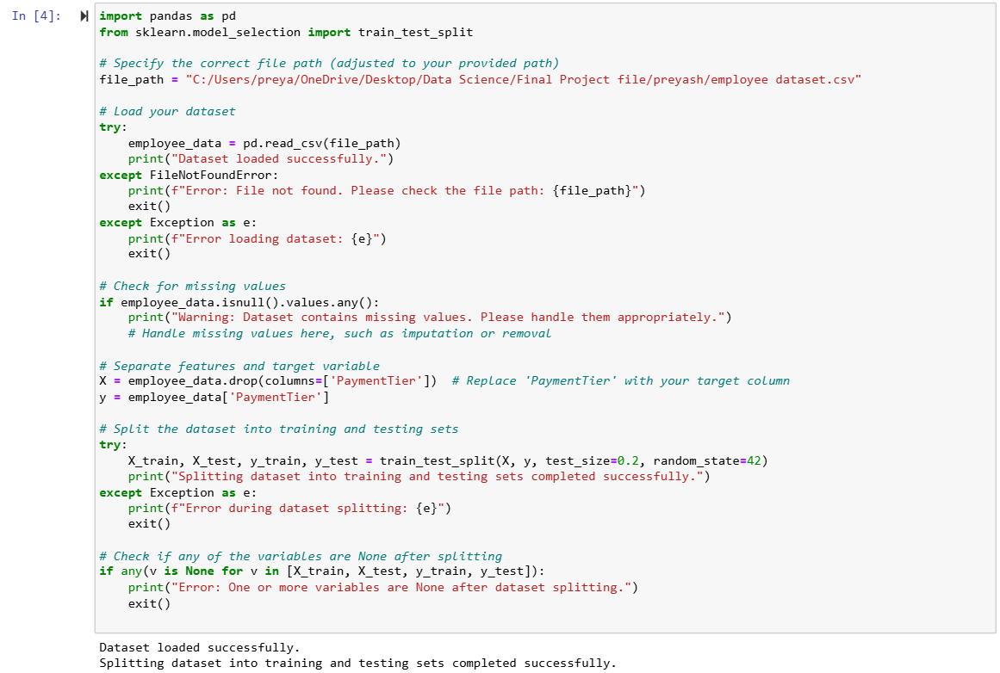 In [4]:
import pandas as pd
from sklearn.model_selection import train_test_split
# Specify the correct file path (adjusted to your provided path)
file_path = "C:/Users/preya/OneDrive/Desktop/Data Science/Final Project file/preyash/employee dataset.csv"
# Load your dataset
try:
    employee_data = pd.read_csv(file_path)
    print("Dataset loaded successfully.")
except FileNotFoundError:
    print(f"Error: File not found. Please check the file path: {file_path}")
    exit()
except Exception as e:
    print(f"Error loading dataset: {e}")
    exit()
# Check for missing values
if employee_data.isnull().values.any():
    print("Warning: Dataset contains missing values. Please handle them appropriately.")
    # Handle missing values here, such as imputation or removal
# Separate features and target variable
X = employee_data.drop(columns=['PaymentTier'])  # Replace 'PaymentTier' with your target column
y = employee_data['PaymentTier']
# Split the dataset into training and testing sets
try:
    X_train, X_test, y_train, y_test = train_test_split(X, y, test_size=0.2, random_state=42)
    print("Splitting dataset into training and testing sets completed successfully.")
except Exception as e:
    print(f"Error during dataset splitting: {e}")
    exit()
# Check if any of the variables are None after splitting
if any(v is None for v in [X_train, X_test, y_train, y_test]):
    print("Error: One or more variables are None after dataset splitting.")
    exit()
Dataset loaded successfully.
Splitting dataset into training and testing sets completed successfully.